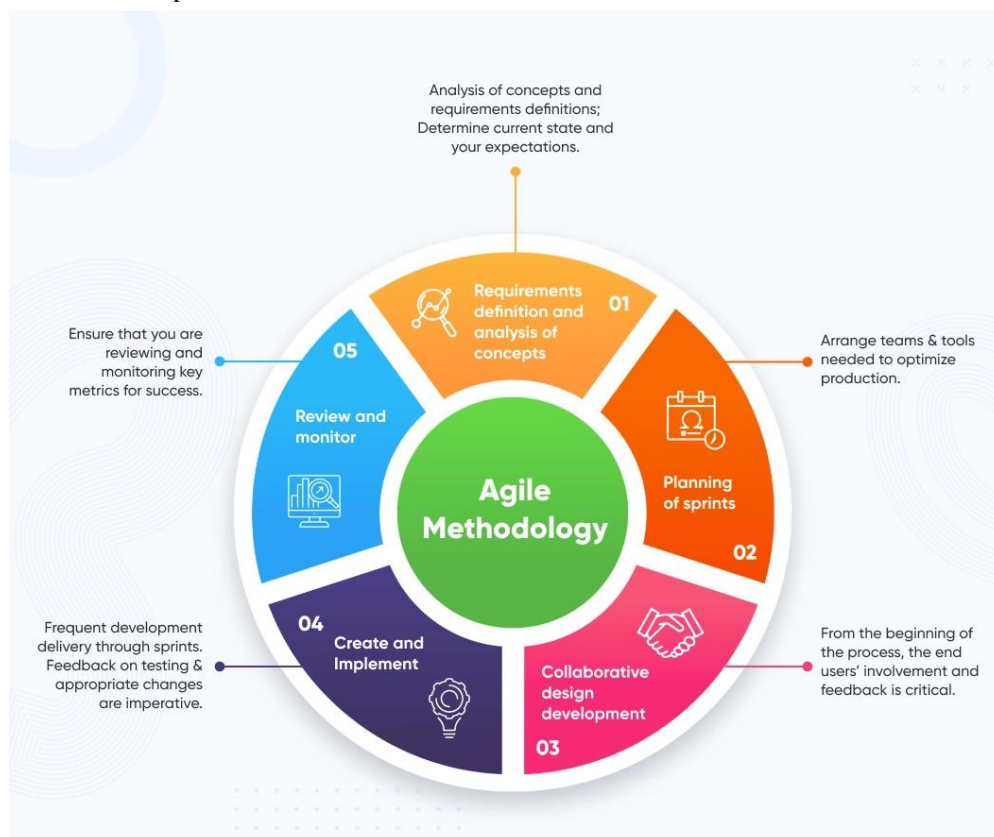 Analysis of concepts and
requirements definitions;
Determine current state and
your expectations.
Requirements
definition and
analysis of
concepts
01
Arrange teams & tools
needed to optimize
production.
Planning
of sprints
02
From the beginning of
the process, the end
users’ involvement and
feedback is critical.
Collaborative
design
development
03
Frequent development
delivery through sprints.
Feedback on testing &
appropriate changes
are imperative.
04
Create and
Implement
Ensure that you are
reviewing and
monitoring key
metrics for success.
05
Review and
monitor
Agile
Methodology